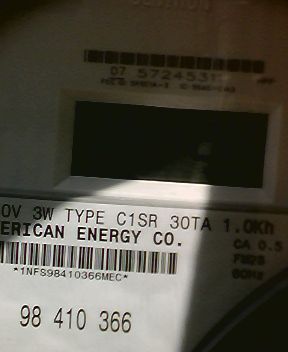 07 5724531
0V 3W TYPE C1SR 30TA 1.0Kh
ERICAN ENERGY CO.
CA 0.5
*1NFS98410366MEC*
60Hz
98 410 366